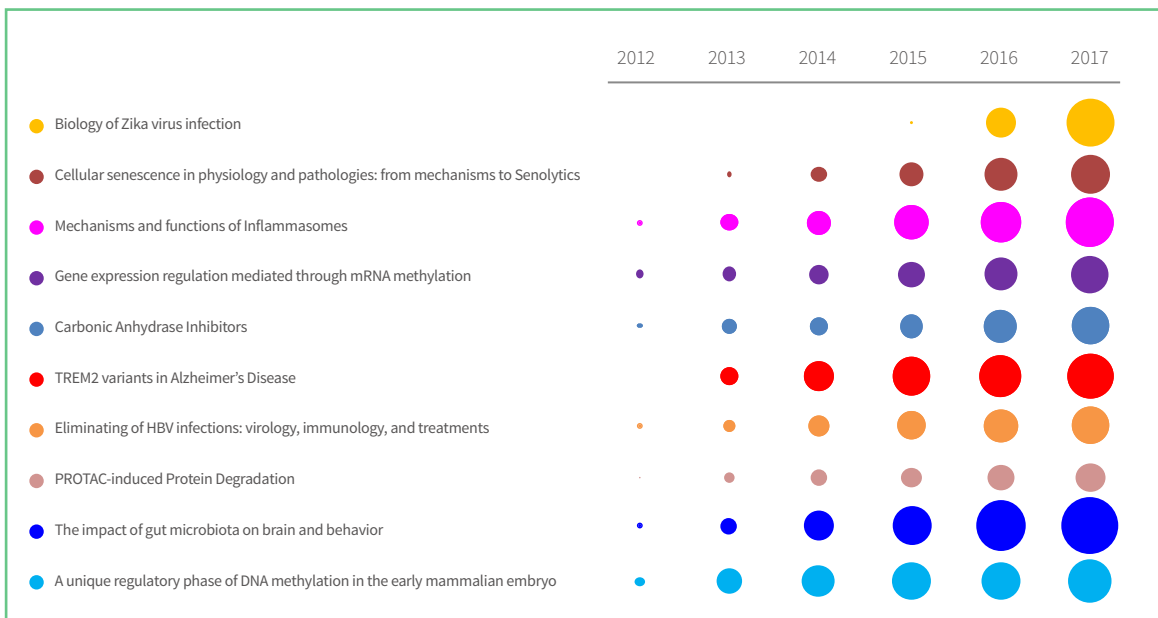 2012 2013 2014 2015 2016 2017
Biology of Zika virus infection
Cellular senescence in physiology and pathologies: from mechanisms to Senolytics
Mechanisms and functions of Inflammasomes
Gene expression regulation mediated through mRNA methylation
Carbonic Anhydrase Inhibitors
TREM2 variants in Alzheimer's Disease
Eliminating of HBV infections: virology, immunology, and treatments
PROTAC-induced Protein Degradation
The impact of gut microbiota on brain and behavior
A unique regulatory phase of DNA methylation in the early mammalian embryo